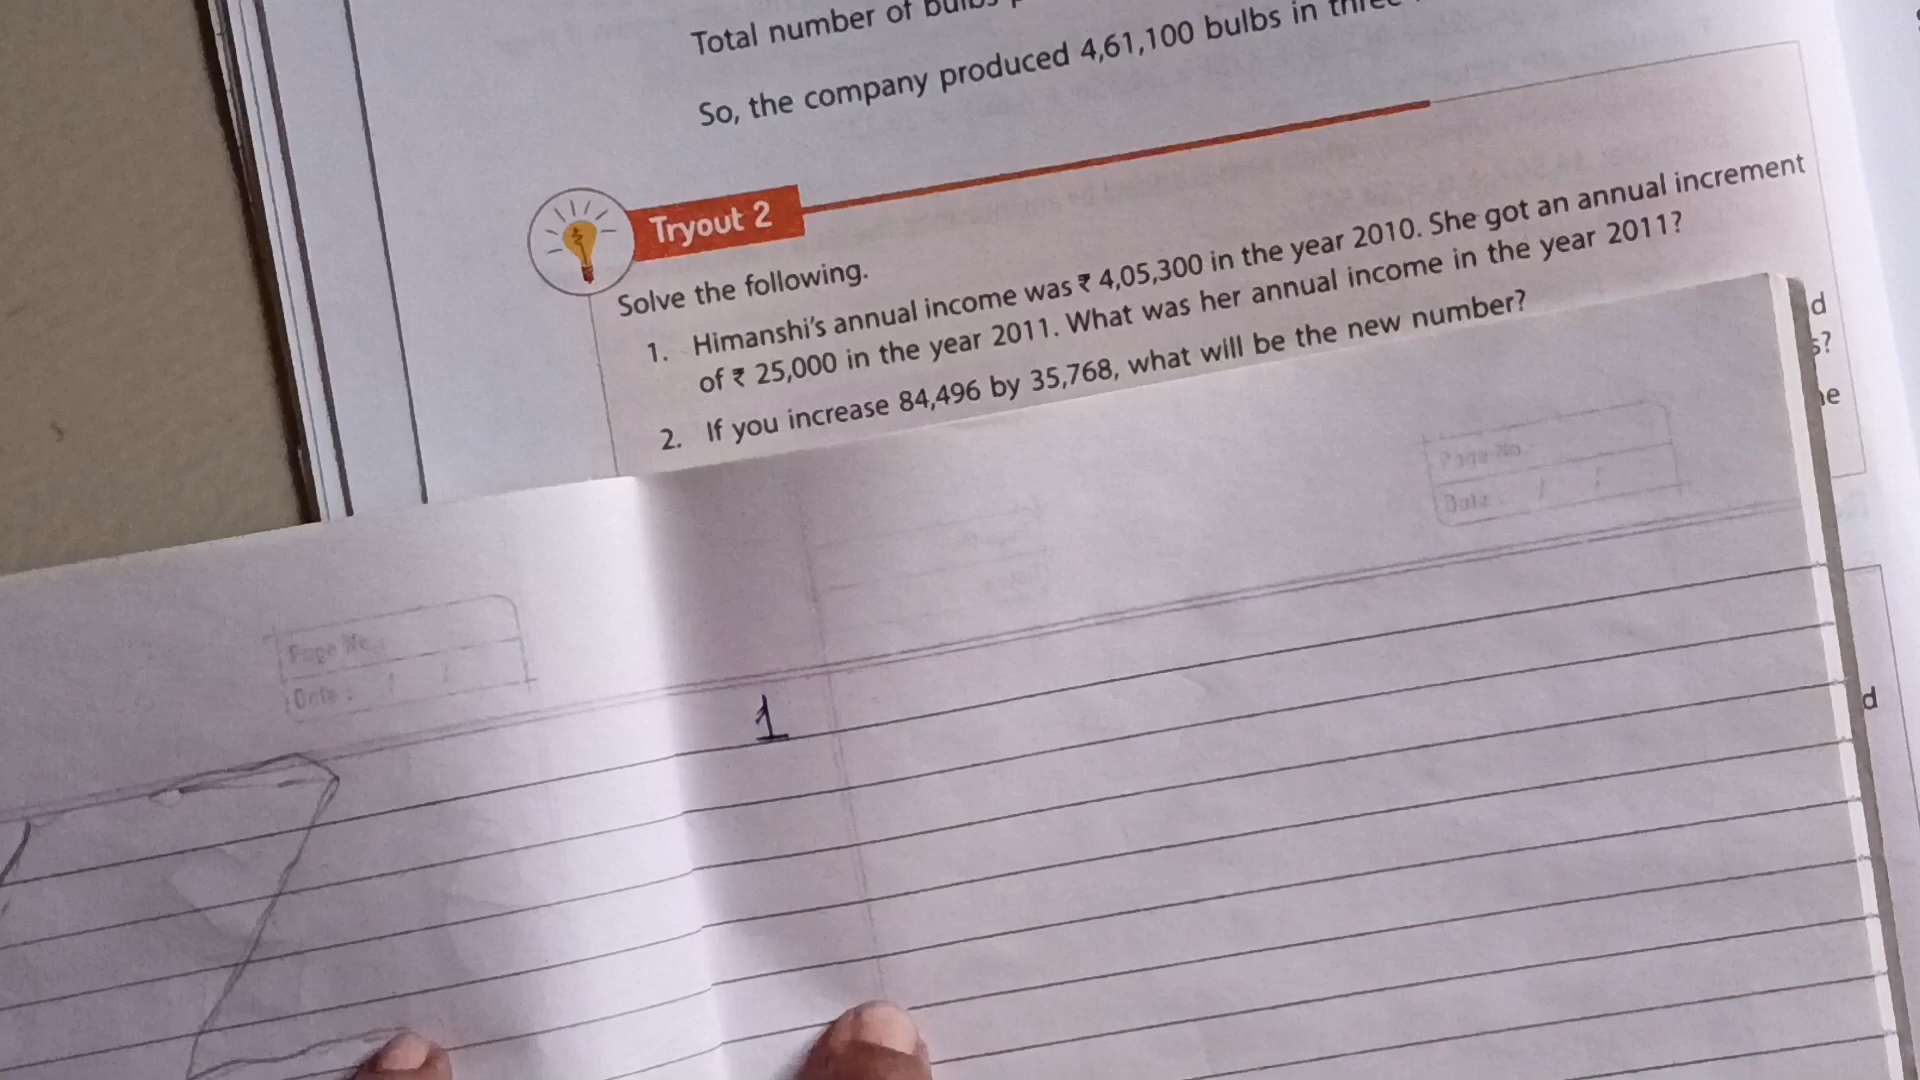 Total number of
So, the company produced 4,61,100 bulbs in
Tryout 2
Solve the following.
1. Himanshi's annual income was ₹ 4,05,300 in the year 2010. She got an annual increment
of ₹ 25,000 in the year 2011. What was her annual income in the year 2011?
2. If you increase 84,496 by 35,768, what will be the new number?
d
s?
he
Page No.
Date : / /
Page No.
Date : / /
1
d